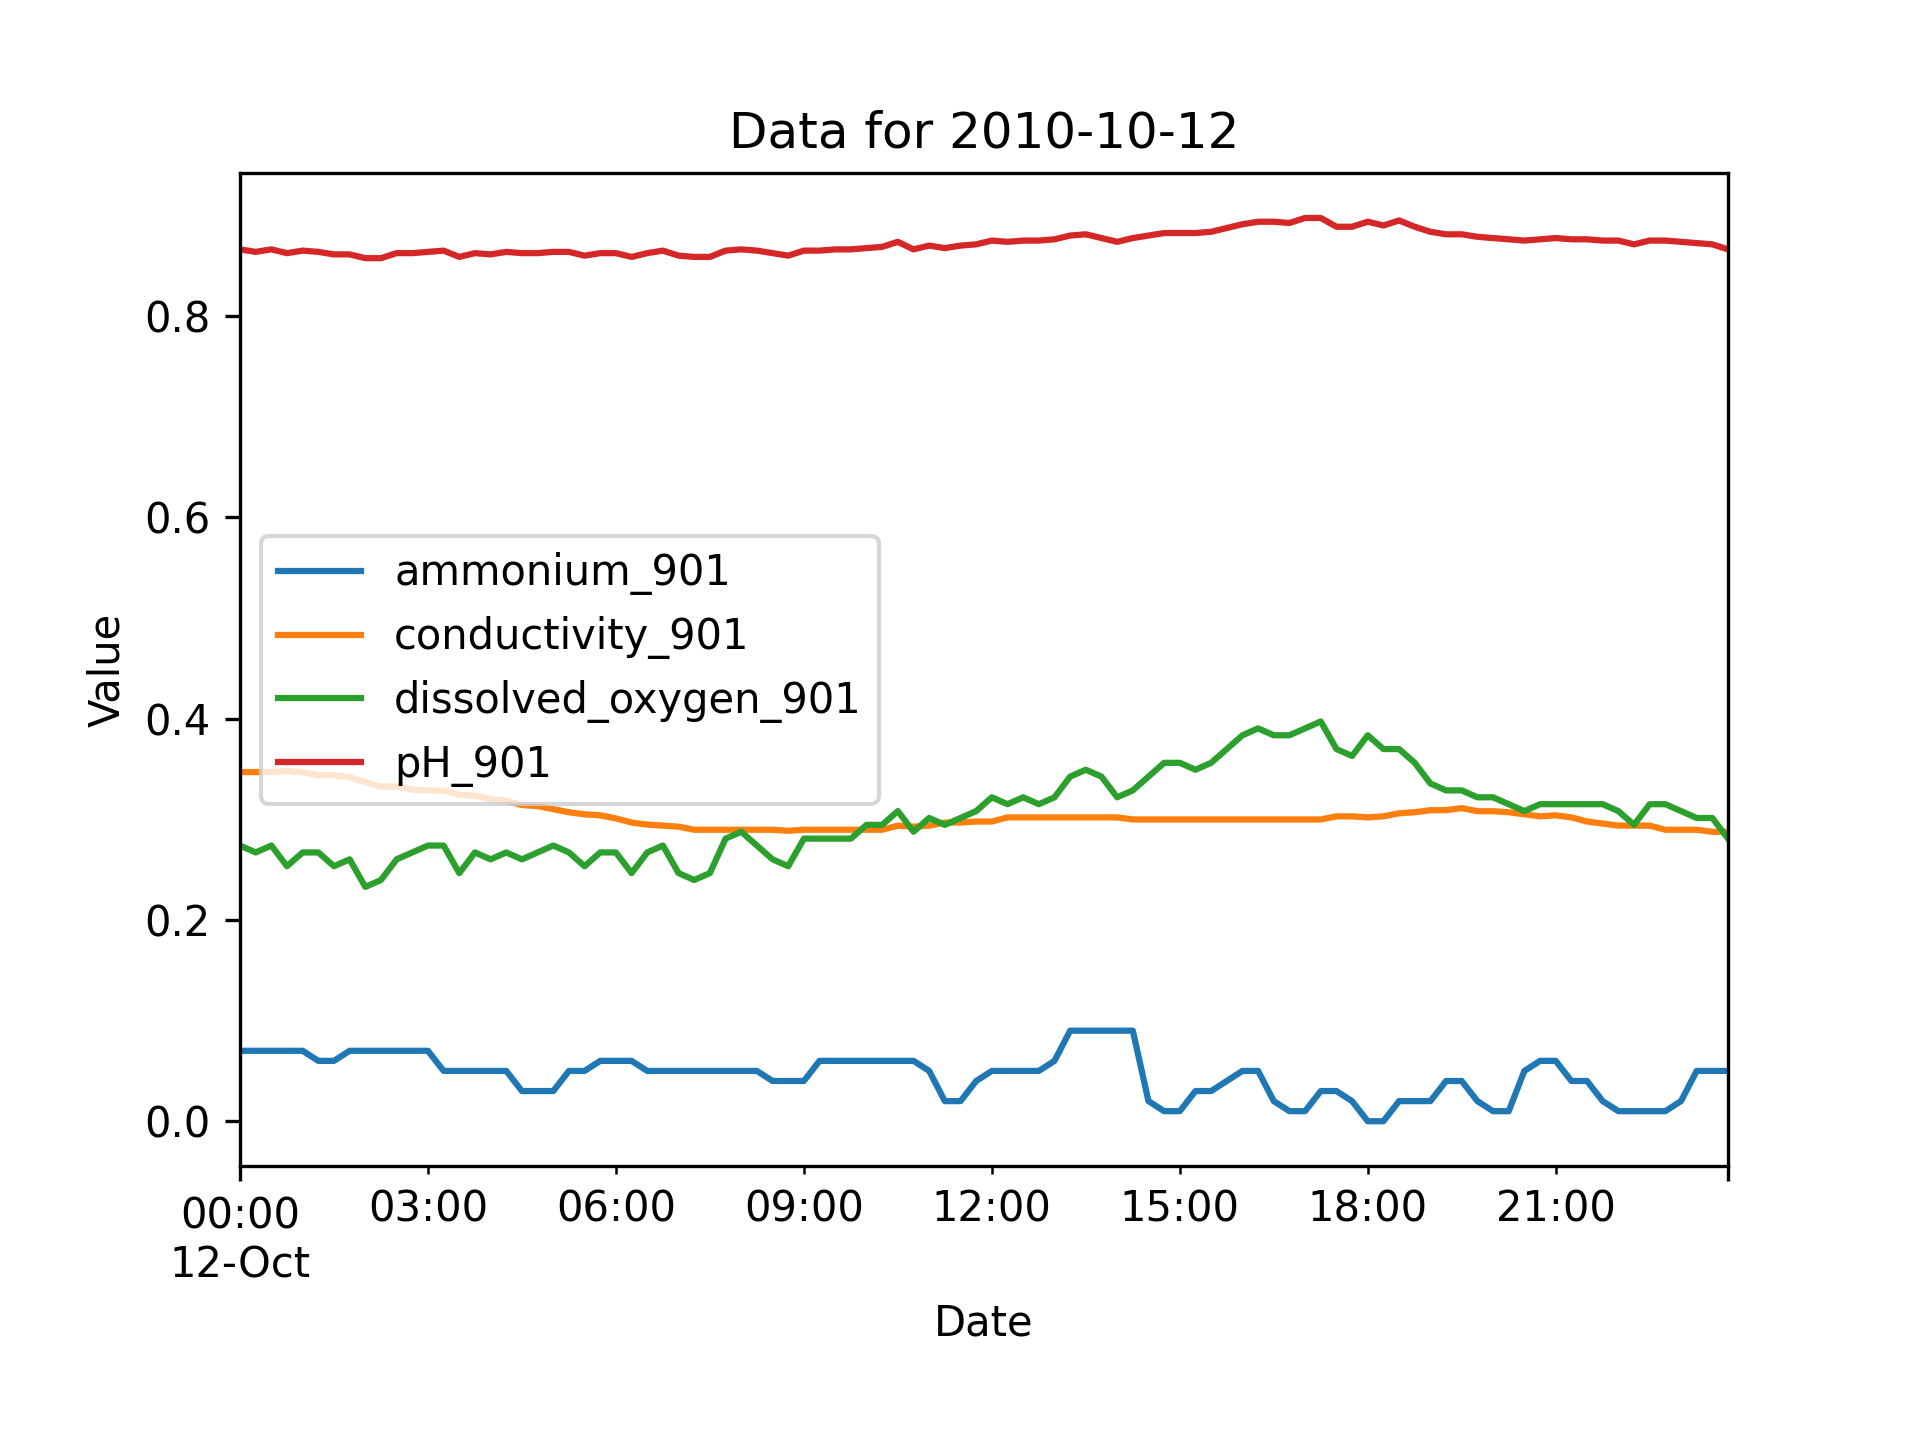 Data for 2010-10-12
0.8
0.6
0.4
0.2
0.0
Value
ammonium_901
conductivity_901
dissolved_oxygen_901
pH_901
00:00 03:00 06:00 09:00 12:00 15:00 18:00 21:00
12-Oct
Date